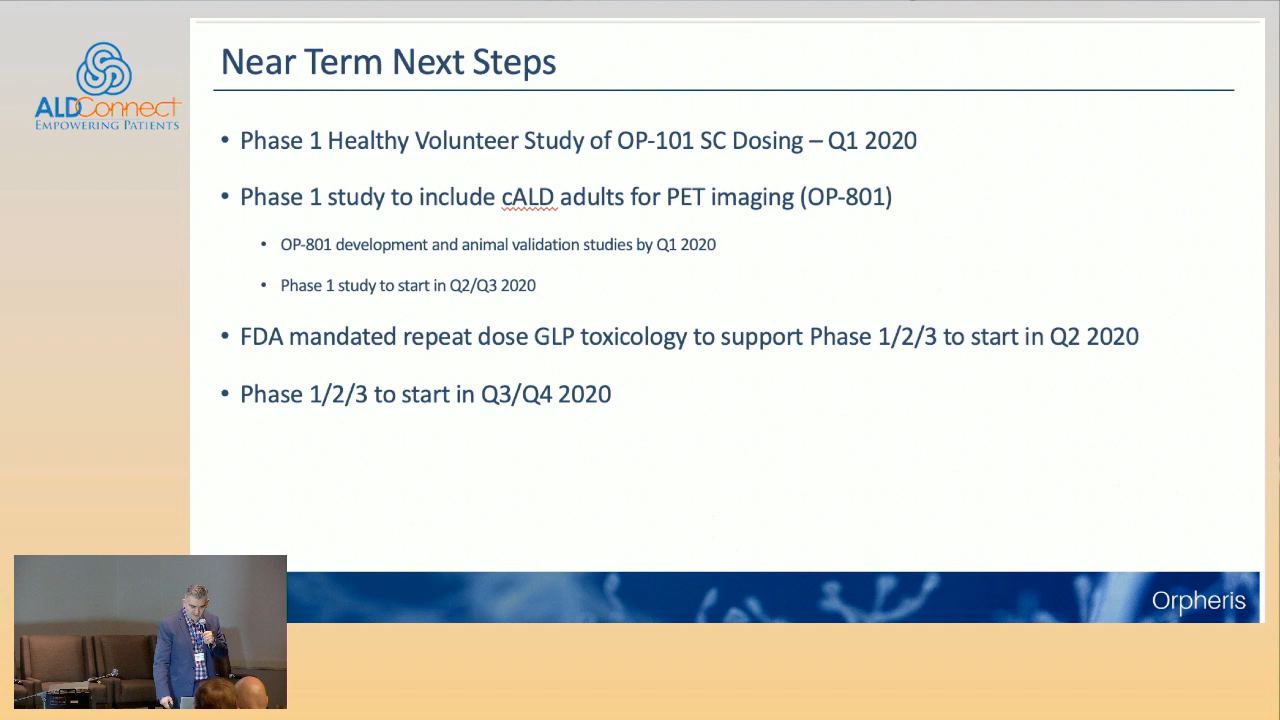 ALDConnect
EMPOWERING PATIENTS
Near Term Next Steps
• Phase 1 Healthy Volunteer Study of OP-101 SC Dosing – Q1 2020
• Phase 1 study to include cALD adults for PET imaging (OP-801)
• OP-801 development and animal validation studies by Q1 2020
• Phase 1 study to start in Q2/Q3 2020
• FDA mandated repeat dose GLP toxicology to support Phase 1/2/3 to start in Q2 2020
• Phase 1/2/3 to start in Q3/Q4 2020
Orpheris